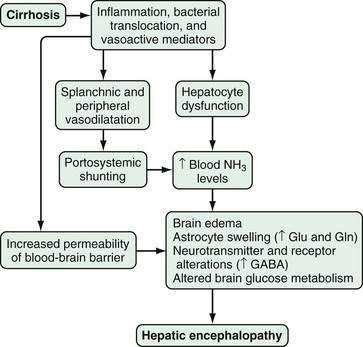 Cirrhosis
Inflammation, bacterial
translocation, and
vasoactive mediators
Splanchnic and
peripheral
vasodilatation
Hepatocyte
dysfunction
Portosystemic
shunting
↑ Blood NH₃
levels
Increased permeability
of blood-brain barrier
Brain edema
Astrocyte swelling (↑ Glu and Gln)
Neurotransmitter and receptor
alterations (↑ GABA)
Altered brain glucose metabolism
Hepatic encephalopathy